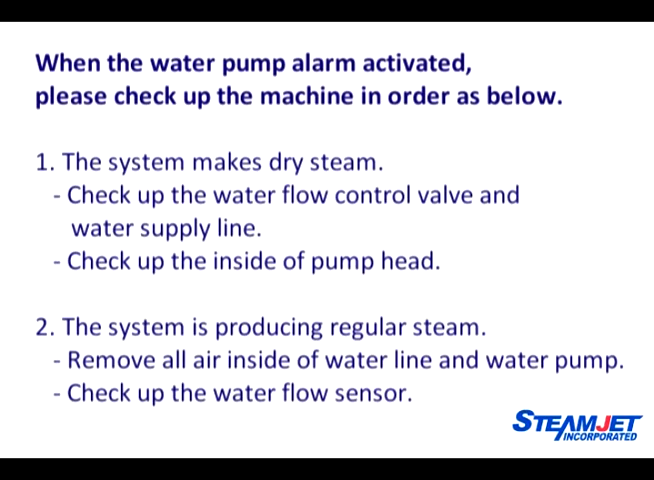 When the water pump alarm activated,
please check up the machine in order as below.
1. The system makes dry steam.
- Check up the water flow control valve and
water supply line.
- Check up the inside of pump head.
2. The system is producing regular steam.
- Remove all air inside of water line and water pump.
- Check up the water flow sensor.
STEAMJET
INCORPORATED